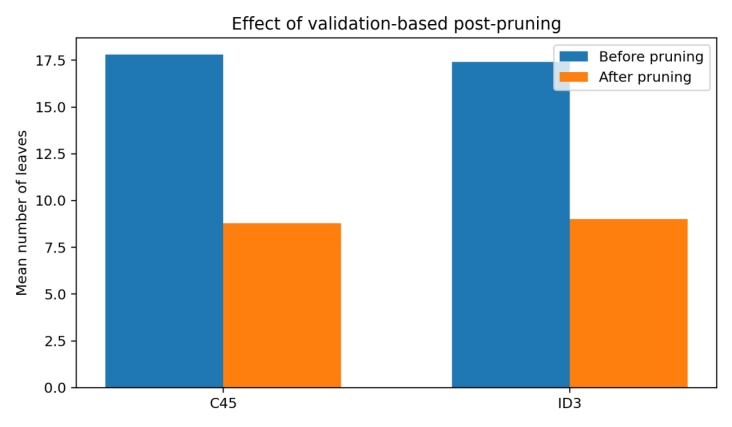 Effect of validation-based post-pruning
Before pruning
After pruning
Mean number of leaves
17.5
15.0
12.5
10.0
7.5
5.0
2.5
0.0
C45
ID3